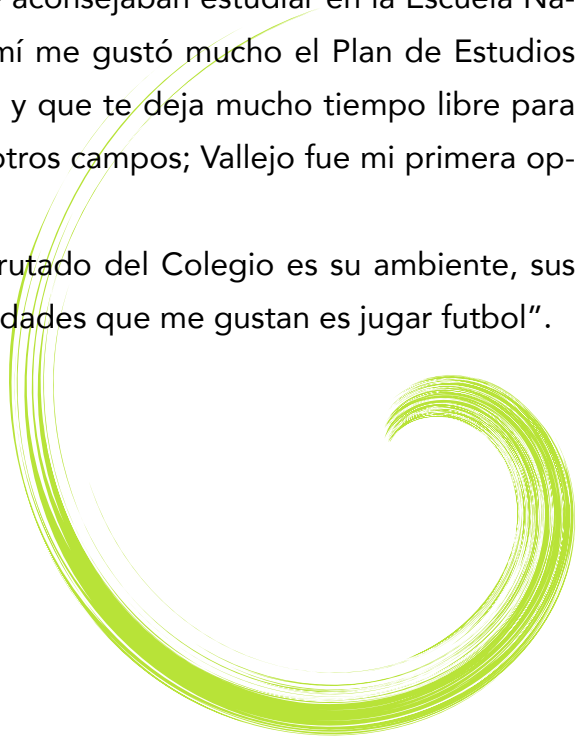 aconsejaban estudiar en la Escuela Na-
mí me gustó mucho el Plan de Estudios
y que te deja mucho tiempo libre para
otros campos; Vallejo fue mi primera op-
rutado del Colegio es su ambiente, sus
dades que me gustan es jugar futbol”.